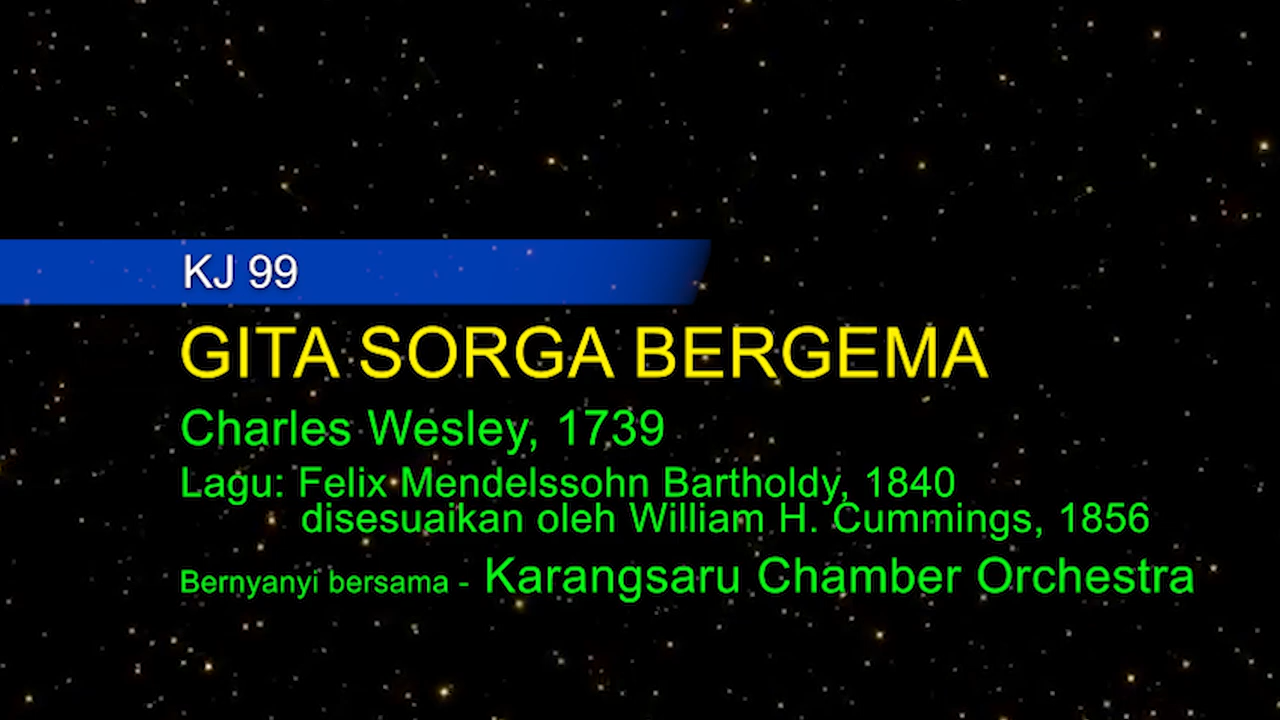 KJ 99
GITA SORGA BERGEMA
Charles Wesley, 1739
Lagu: Felix Mendelssohn Bartholdy, 1840
disesuaikan oleh William H. Cummings, 1856
Bernyanyi bersama - Karangsaru Chamber Orchestra